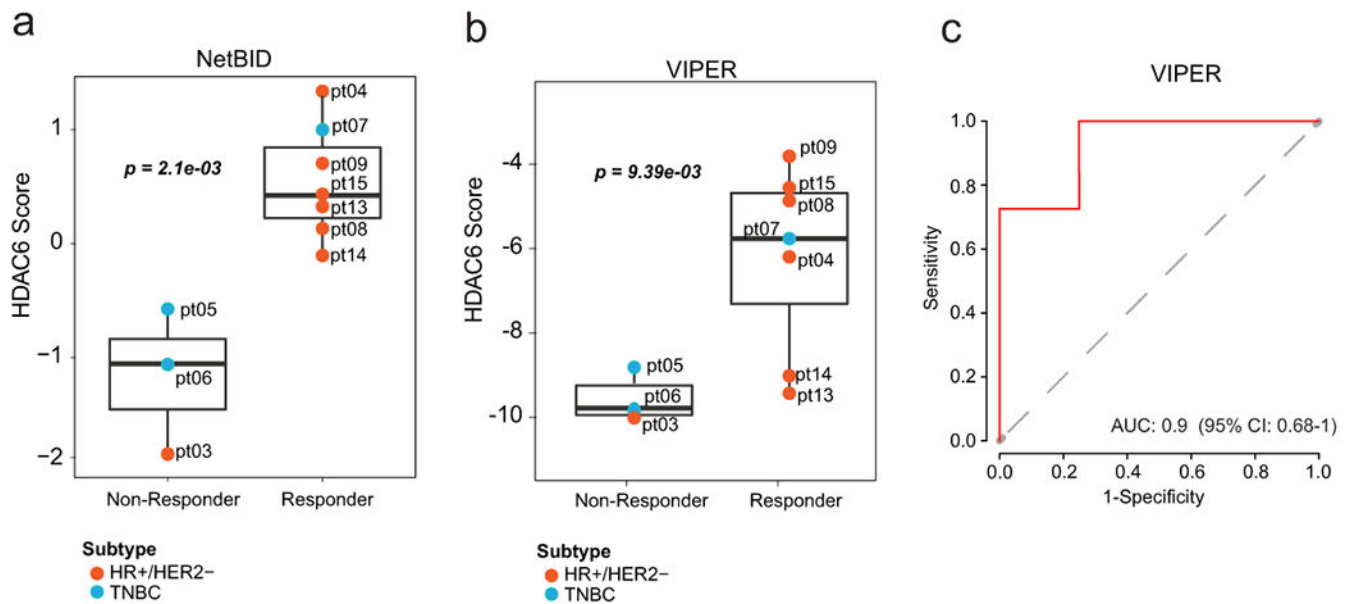 a
NetBID
HDAC6 Score
1
0
−1
−2
p = 2.1e-03
pt04
pt07
pt09
pt15
pt13
pt08
pt14
pt05
pt06
pt03
Non-Responder
Responder
Subtype
HR+/HER2−
TNBC
b
VIPER
HDAC6 Score
-4
-6
-8
-10
p = 9.39e-03
pt09
pt15
pt08
pt07
pt04
pt14
pt13
pt05
pt06
pt03
Non-Responder
Responder
Subtype
HR+/HER2−
TNBC
c
VIPER
Sensitivity
1.0
0.8
0.6
0.4
0.2
0.0
AUC: 0.9 (95% CI: 0.68-1)
0.0 0.2 0.4 0.6 0.8 1.0
1-Specificity